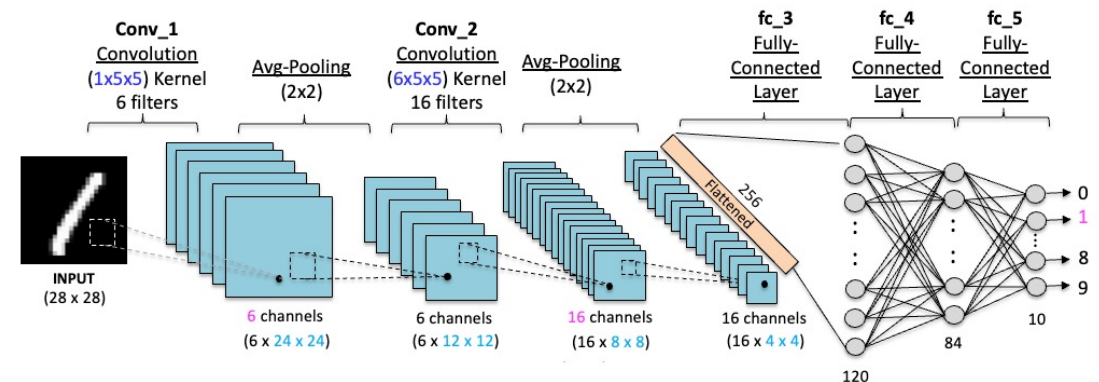 Conv_1
Convolution
(1x5x5) Kernel
6 filters
Avg-Pooling
(2x2)
Conv_2
Convolution
(6x5x5) Kernel
16 filters
Avg-Pooling
(2x2)
fc_3
Fully-
Connected
Layer
fc_4
Fully-
Connected
Layer
fc_5
Fully-
Connected
Layer
INPUT
(28 x 28)
6 channels
(6 x 24 x 24)
6 channels
(6 x 12 x 12)
16 channels
(16 x 8 x 8)
16 channels
(16 x 4 x 4)
Flattened
256
120
84
10
0
1
8
9